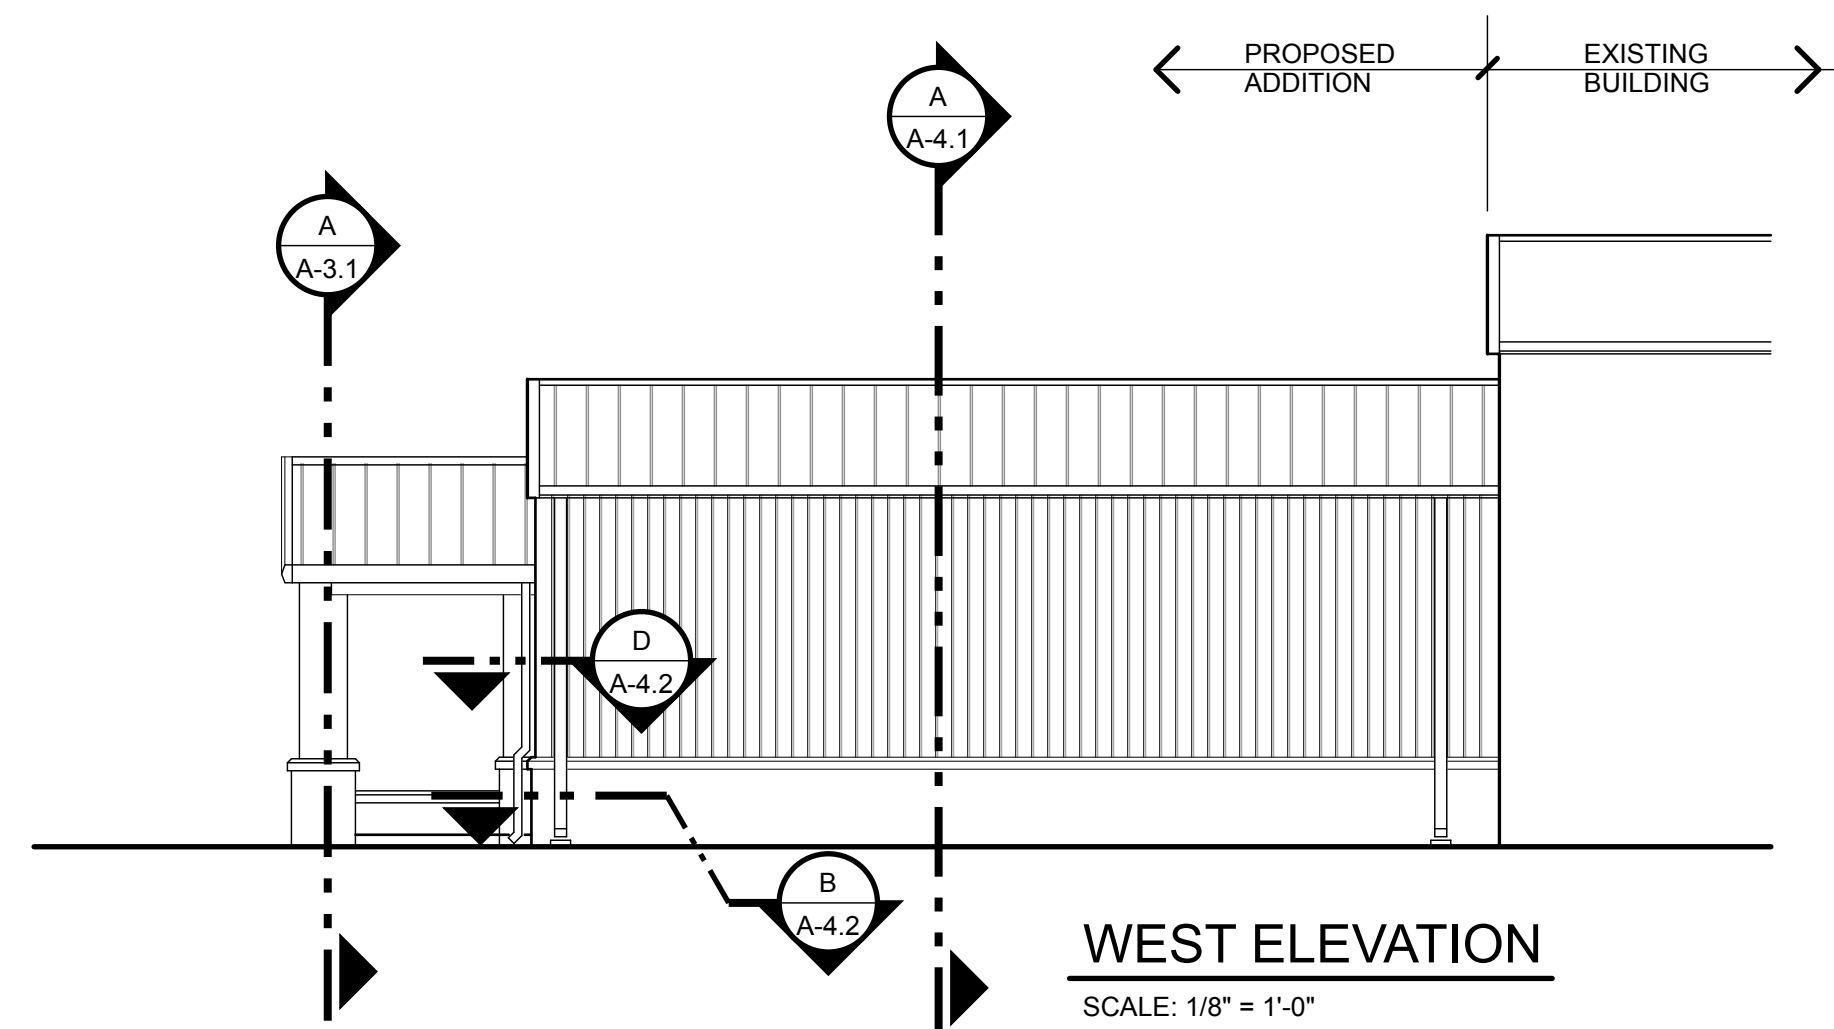 PROPOSED
ADDITION
EXISTING
BUILDING
A
A-4.1
A
A-3.1
D
A-4.2
B
A-4.2
WEST ELEVATION
SCALE: 1/8" = 1'-0"